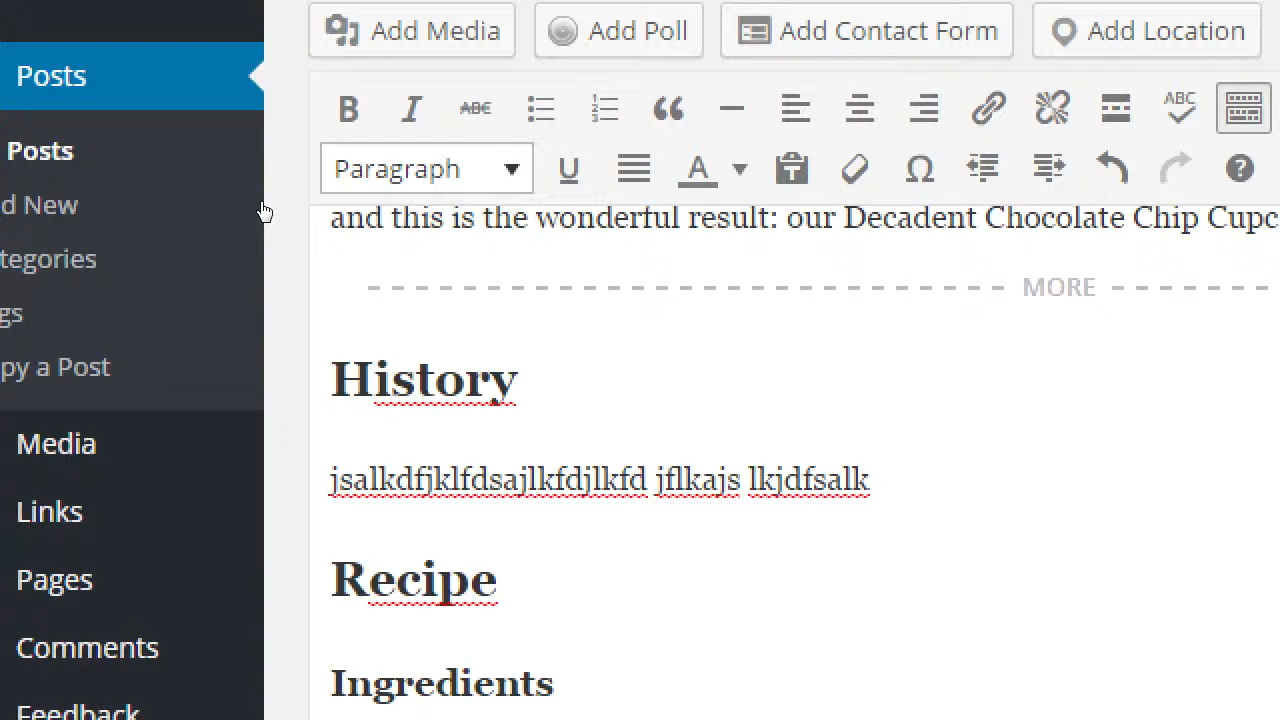 Add Media Add Poll Add Contact Form Add Location
Posts
B I ABC ABC
Posts
Paragraph U A T Ω ?
d New
and this is the wonderful result: our Decadent Chocolate Chip Cupc
tegories
MORE
gs
py a Post
History
Media
jsalkdfjklfdsajlkfdjlkfd jflkajs lkjdfsalk
Links
Pages
Recipe
Comments
Ingredients
Feedback